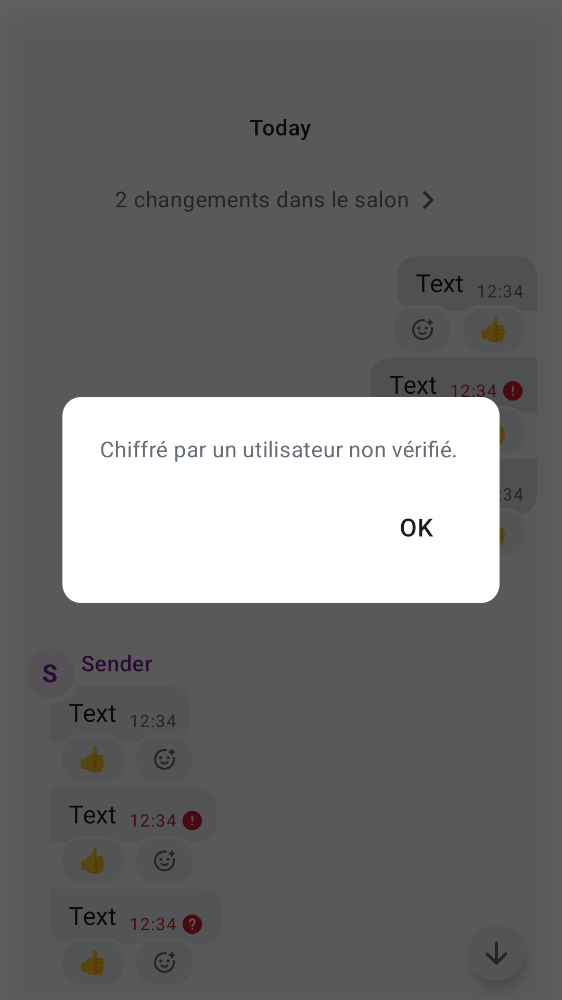 Today
2 changements dans le salon
Text 12:34
Text 12:34
Chiffré par un utilisateur non vérifié.
:34
OK
Sender
S
Text 12:34
Text 12:34
Text 12:34